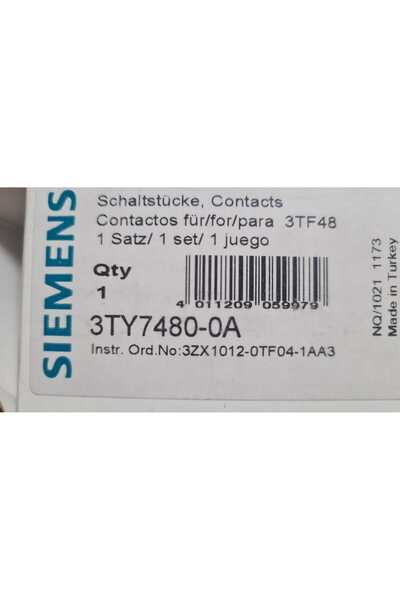 SIEMENS
Schaltstücke, Contacts
Contactos für/for/para 3TF48
1 Satz/ 1 set/ 1 juego
Qty
1
4 011209 059979
3TY7480-0A
Instr. Ord.No:3ZX1012-0TF04-1AA3
NQ/1021 1173
Made in Turkey